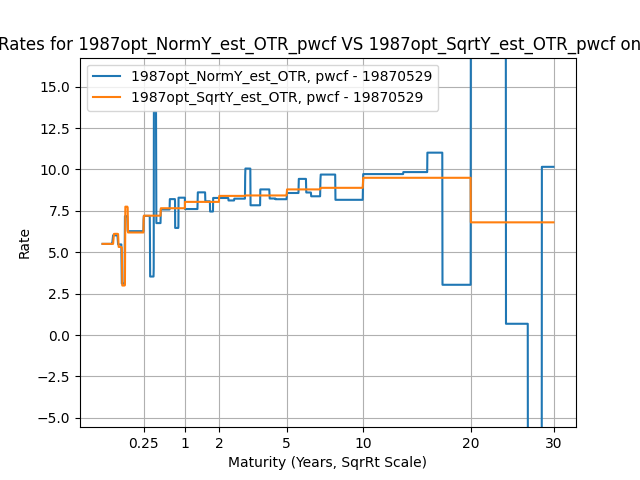 Rates for 1987opt_NormY_est_OTR_pwcf VS 1987opt_SqrtY_est_OTR_pwcf on
1987opt_NormY_est_OTR, pwcf - 19870529
1987opt_SqrtY_est_OTR, pwcf - 19870529
15.0
12.5
10.0
7.5
5.0
2.5
0.0
−2.5
−5.0
Rate
0.25 1 2 5 10 20 30
Maturity (Years, SqrRt Scale)